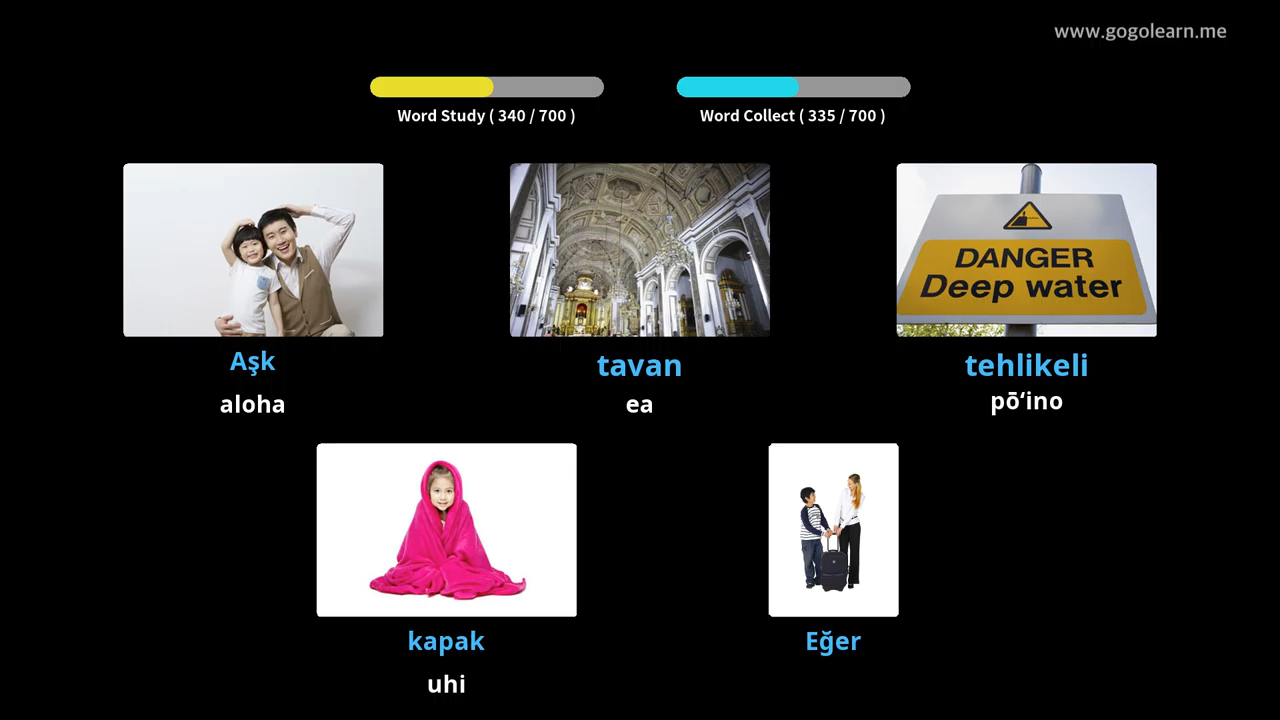 www.gogolearn.me
Word Study ( 340 / 700 )
Word Collect ( 335 / 700 )
DANGER
Deep water
Aşk
tavan
tehlikeli
aloha
ea
pōʻino
kapak
Eğer
uhi